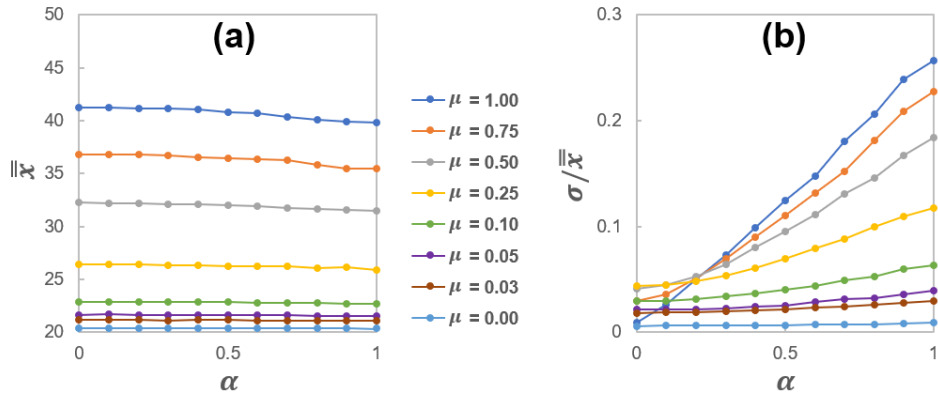 (a)
50
45
40
35
30
25
20
0
0.5
1
α
x̿
μ = 1.00
μ = 0.75
μ = 0.50
μ = 0.25
μ = 0.10
μ = 0.05
μ = 0.03
μ = 0.00
(b)
0.3
0.2
0.1
0
0
0.5
1
α
σ/x̿